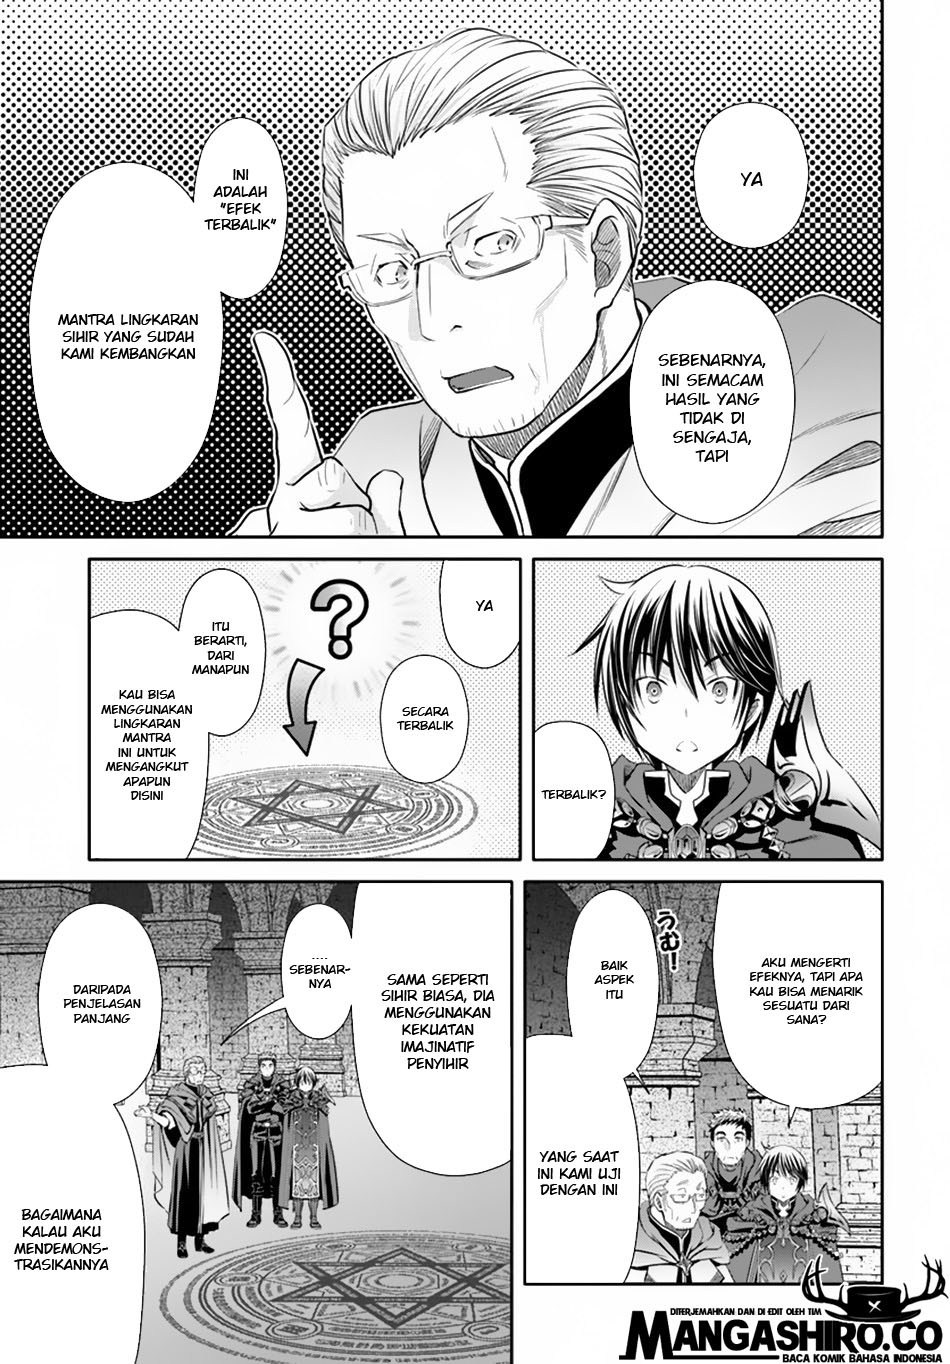 YA
SEBENARNYA,
INI SEMACAM
HASIL YANG
TIDAK DI
SENGAJA,
TAPI
INI
ADALAH
"EFEK
TERBALIK"
MANTRA LINGKARAN
SIHIR YANG SUDAH
KAMI KEMBANGKAN
TERBALIK?
YA
SECARA
TERBALIK
?
ITU
BERARTI,
DARI
MANAPUN
KAU BISA
MENGGUNAKAN
LINGKARAN
MANTRA
INI UNTUK
MENGANGKUT
APAPUN
DISINI
AKU MENGERTI
EFEKNYA, TAPI APA
KAU BISA MENARIK
SESUATU DARI
SANA?
うむ!
BAIK
ASPEK
ITU
YANG SAAT
INI KAMI UJI
DENGAN INI
SAMA SEPERTI
SIHIR BIASA, DIA
MENGGUNAKAN
KEKUATAN
IMAJINATIF
PENYIHIR
....
SEBENAR-
NYA
DARIPADA
PENJELASAN
PANJANG
BAGAIMANA
KALAU AKU
MENDEMONS-
TRASIKANNYA
DITERJEMAHKAN DAN DI EDIT OLEH TIM
MANGASHIRO.CO
BACA KOMIK BAHASA INDONESIA